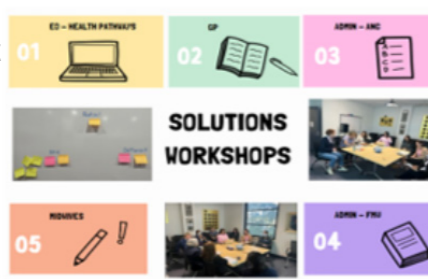 ED – HEALTH PATHWAYS
01
GP
02
ADMIN – ANC
03
SOLUTIONS
WORKSHOPS
MIDWIVES
05
ADMIN – FMU
04